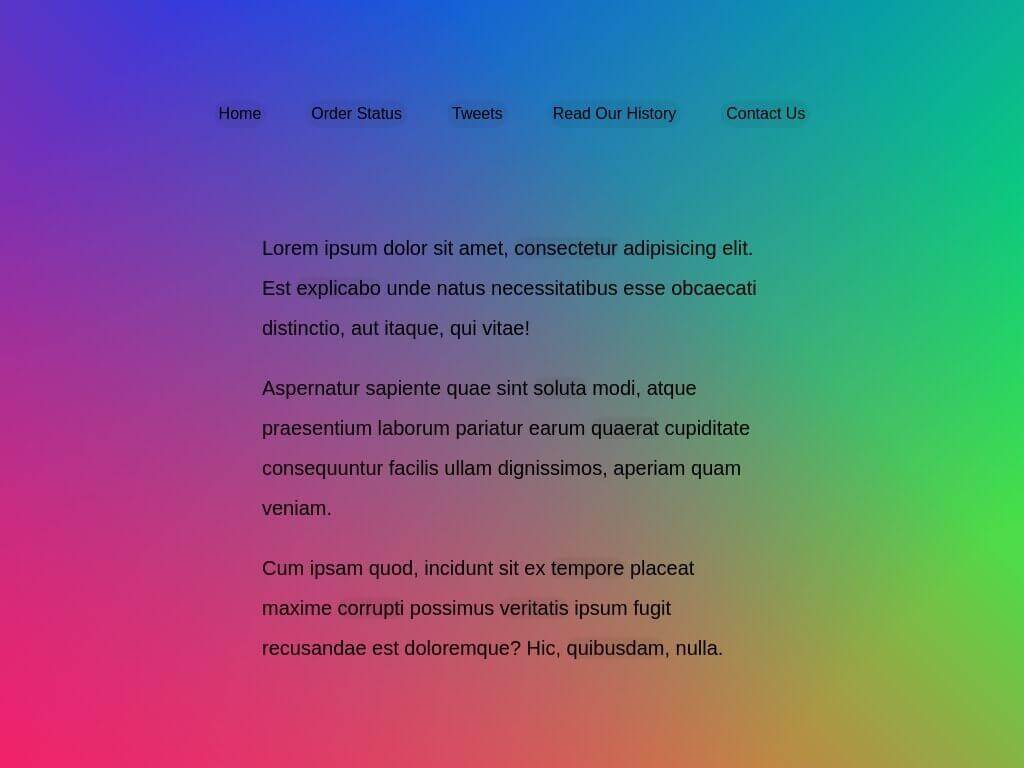 Home Order Status Tweets Read Our History Contact Us
Lorem ipsum dolor sit amet, consectetur adipisicing elit.
Est explicabo unde natus necessitatibus esse obcaecati
distinctio, aut itaque, qui vitae!
Aspernatur sapiente quae sint soluta modi, atque
praesentium laborum pariatur earum quaerat cupiditate
consequuntur facilis ullam dignissimos, aperiam quam
veniam.
Cum ipsam quod, incidunt sit ex tempore placeat
maxime corrupti possimus veritatis ipsum fugit
recusandae est doloremque? Hic, quibusdam, nulla.